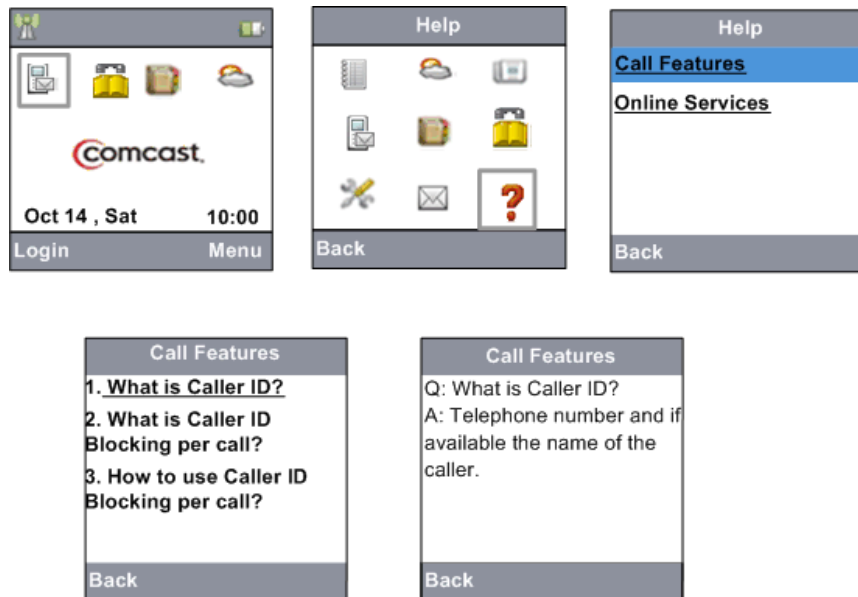 comcast.
Oct 14 , Sat 10:00
Login Menu
Help
Back
Help
Call Features
Online Services
Back
Call Features
1. What is Caller ID?
2. What is Caller ID
Blocking per call?
3. How to use Caller ID
Blocking per call?
Back
Call Features
Q: What is Caller ID?
A: Telephone number and if
available the name of the
caller.
Back